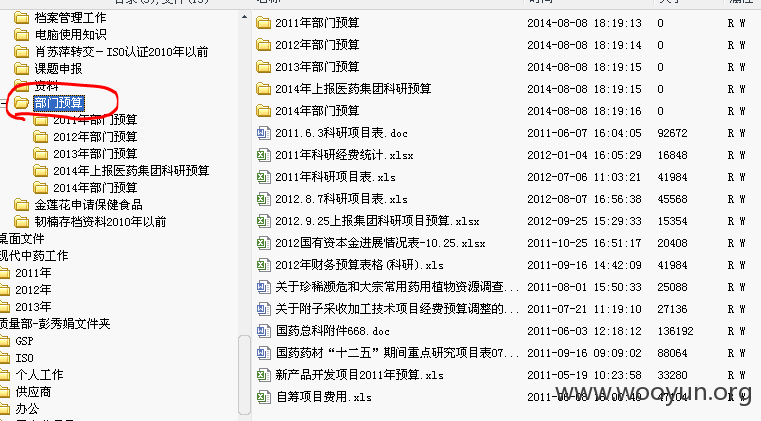 档案管理工作
电脑使用知识
肖苏萍转交－ISO认证2010年以前
课题申报
资料
部门预算
2011年部门预算
2012年部门预算
2013年部门预算
2014年上报医药集团科研预算
2014年部门预算
金莲花申请保健食品
韧楠存档资料2010年以前
桌面文件
现代中药工作
2011年
2012年
2013年
质量部-彭秀娟文件夹
GSP
ISO
个人工作
供应商
办公
2011年部门预算 2014-08-08 18:19:13 0 R W
2012年部门预算 2014-08-08 18:19:14 0 R W
2013年部门预算 2014-08-08 18:19:15 0 R W
2014年上报医药集团科研预算 2014-08-08 18:19:15 0 R W
2014年部门预算 2014-08-08 18:19:16 0 R W
2011.6.3科研项目表.doc 2011-06-07 16:04:05 92672 R W
2011年科研经费统计.xlsx 2012-01-04 16:05:29 16848 R W
2011年科研项目表.xls 2012-07-06 11:03:21 41984 R W
2012.8.7科研项目表.xls 2012-08-07 16:56:38 45568 R W
2012.9.25上报集团科研项目预算.xlsx 2012-09-25 15:29:33 15354 R W
2012国有资本金进展情况表-10.25.xlsx 2011-10-25 16:51:17 20408 R W
2012年财务预算表格(科研).xls 2011-09-16 14:42:09 41984 R W
关于珍稀濒危和大宗常用药用植物资源调查... 2011-08-01 15:50:33 25088 R W
关于附子采收加工技术项目经费预算调整的... 2011-07-21 11:19:10 27136 R W
国药总科附件668.doc 2011-06-03 12:18:12 136192 R W
国药药材“十二五”期间重点研究项目表07... 2011-09-16 09:09:02 88064 R W
新产品开发项目2011年预算.xls 2011-05-19 10:23:58 33280 R W
自筹项目费用.xls 2011-08-08 16:00:40 47104 R W
www.wooyun.org